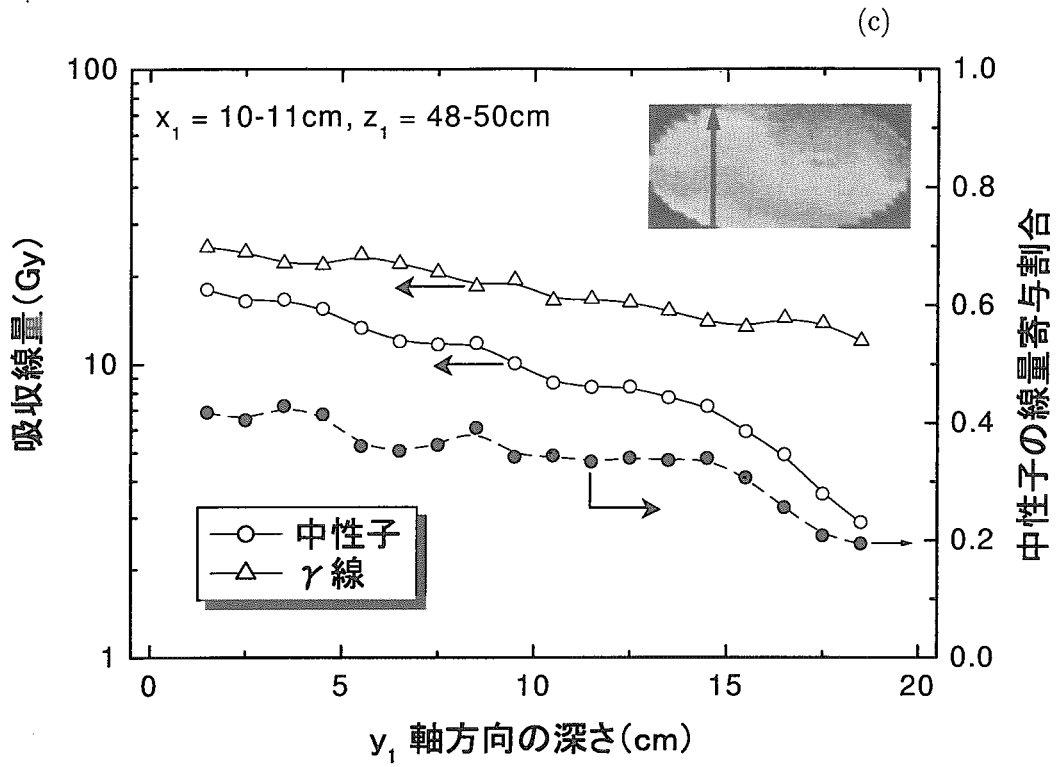 (c)
x₁ = 10-11cm, z₁ = 48-50cm
100
10
1
吸収線量(Gy)
1.0
0.8
0.6
0.4
0.2
0.0
中性子の線量寄与割合
中性子
γ線
0 5 10 15 20
y₁ 軸方向の深さ(cm)